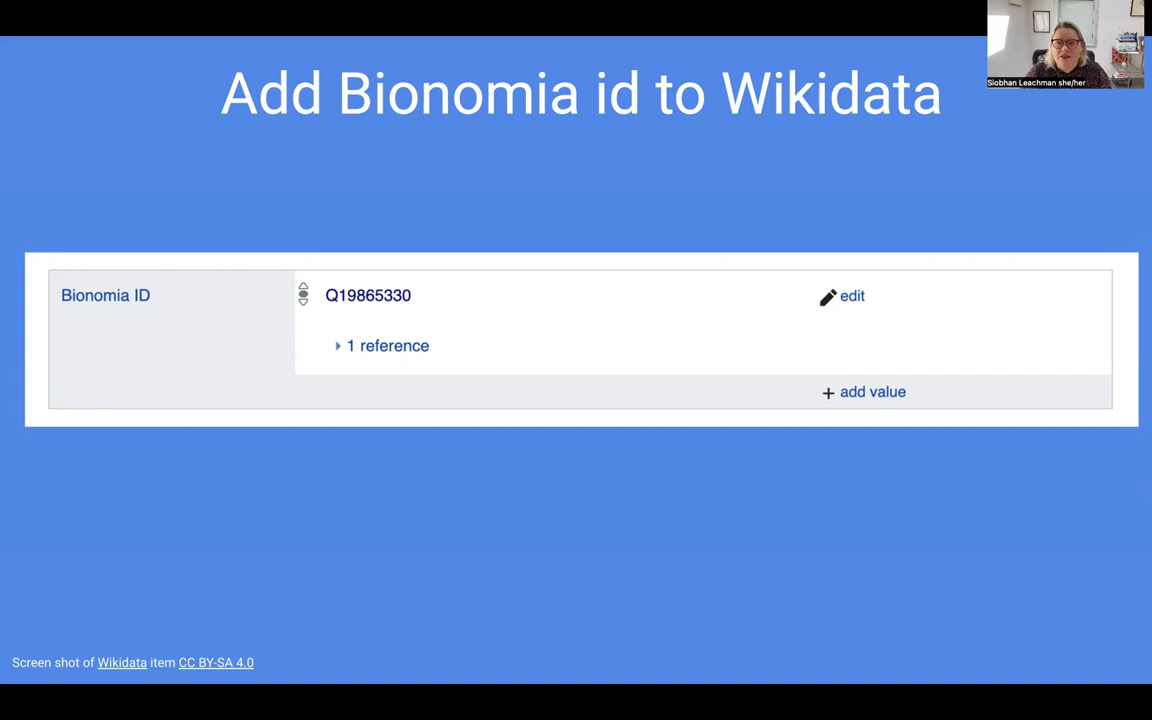 Add Bionomia id to Wikidata
Siobhan Leachman she/her
Bionomia ID
Q19865330
edit
1 reference
+ add value
Screen shot of Wikidata item CC BY-SA 4.0